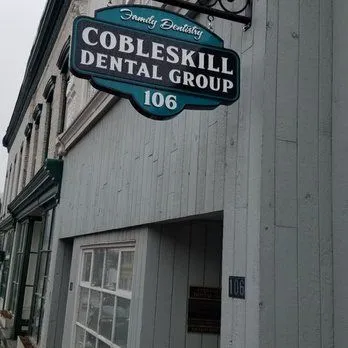 Family Dentistry
COBLESKILL
DENTAL GROUP
106
106